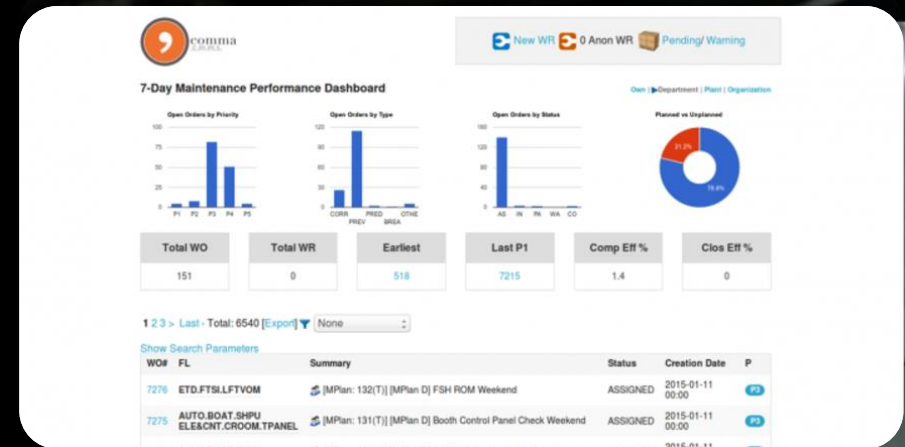 comma
C.M.M.S.
New WR 0 Anon WR Pending/ Warning
7-Day Maintenance Performance Dashboard
Own | Department | Plant | Organization
Open Orders by Priority
100
75
50
25
0
P1 P2 P3 P4 P5
Open Orders by Type
120
90
60
30
0
CORR PRED OTHE
PREV BREA
Open Orders by Status
160
120
80
40
0
AS IN PA WA CO
Planned vs Unplanned
21.2%
78.8%
Total WO Total WR Earliest Last P1 Comp Eff % Clos Eff %
151 0 518 7215 1.4 0
1 2 3 > Last - Total: 6540 [Export] None
Show Search Parameters
WO# FL Summary Status Creation Date P
7276 ETD.FTSI.LFTVOM [MPlan: 132(T)] [MPlan D] FSH ROM Weekend ASSIGNED 2015-01-11 00:00 P3
7275 AUTO.BOAT.SHPU ELE&CNT.CROOM.TPANEL [MPlan: 131(T)] [MPlan D] Booth Control Panel Check Weekend ASSIGNED 2015-01-11 00:00 P3
2015-01-11